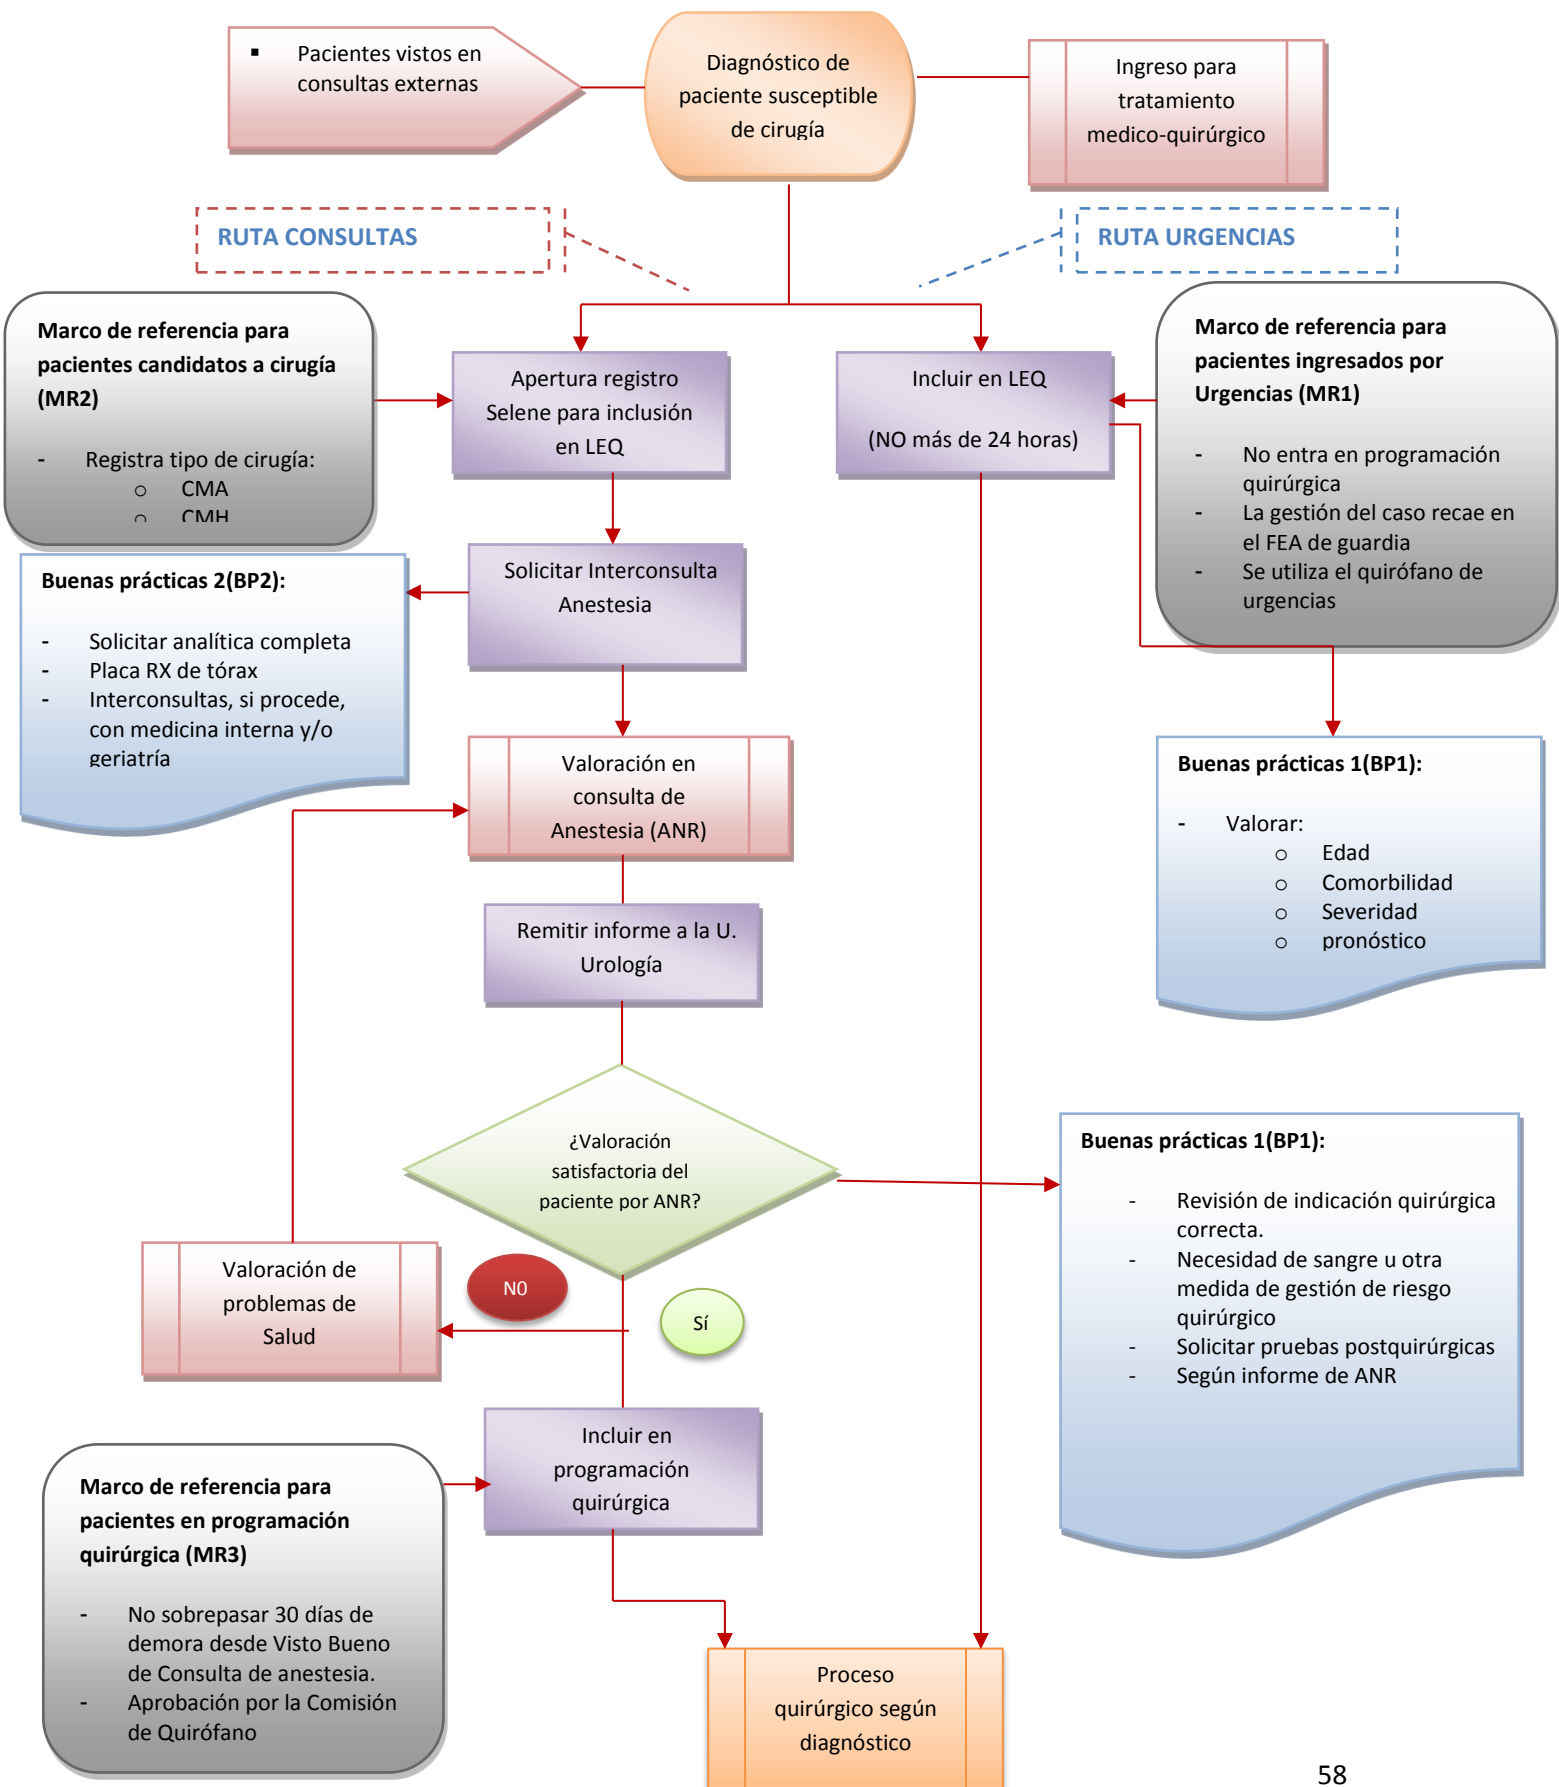 ▪ Pacientes vistos en
consultas externas
Diagnóstico de
paciente susceptible
de cirugía
Ingreso para
tratamiento
medico-quirúrgico
RUTA CONSULTAS
RUTA URGENCIAS
Marco de referencia para
pacientes candidatos a cirugía
(MR2)
- Registra tipo de cirugía:
o CMA
o CMH
Apertura registro
Selene para inclusión
en LEQ
Incluir en LEQ
(NO más de 24 horas)
Marco de referencia para
pacientes ingresados por
Urgencias (MR1)
- No entra en programación
quirúrgica
- La gestión del caso recae en
el FEA de guardia
- Se utiliza el quirófano de
urgencias
Buenas prácticas 2(BP2):
- Solicitar analítica completa
- Placa RX de tórax
- Interconsultas, si procede,
con medicina interna y/o
geriatría
Solicitar Interconsulta
Anestesia
Valoración en
consulta de
Anestesia (ANR)
Buenas prácticas 1(BP1):
- Valorar:
o Edad
o Comorbilidad
o Severidad
o pronóstico
Remitir informe a la U.
Urología
¿Valoración
satisfactoria del
paciente por ANR?
Buenas prácticas 1(BP1):
- Revisión de indicación quirúrgica
correcta.
- Necesidad de sangre u otra
medida de gestión de riesgo
quirúrgico
- Solicitar pruebas postquirúrgicas
- Según informe de ANR
Valoración de
problemas de
Salud
N0
Sí
Incluir en
programación
quirúrgica
Marco de referencia para
pacientes en programación
quirúrgica (MR3)
- No sobrepasar 30 días de
demora desde Visto Bueno
de Consulta de anestesia.
- Aprobación por la Comisión
de Quirófano
Proceso
quirúrgico según
diagnóstico
58